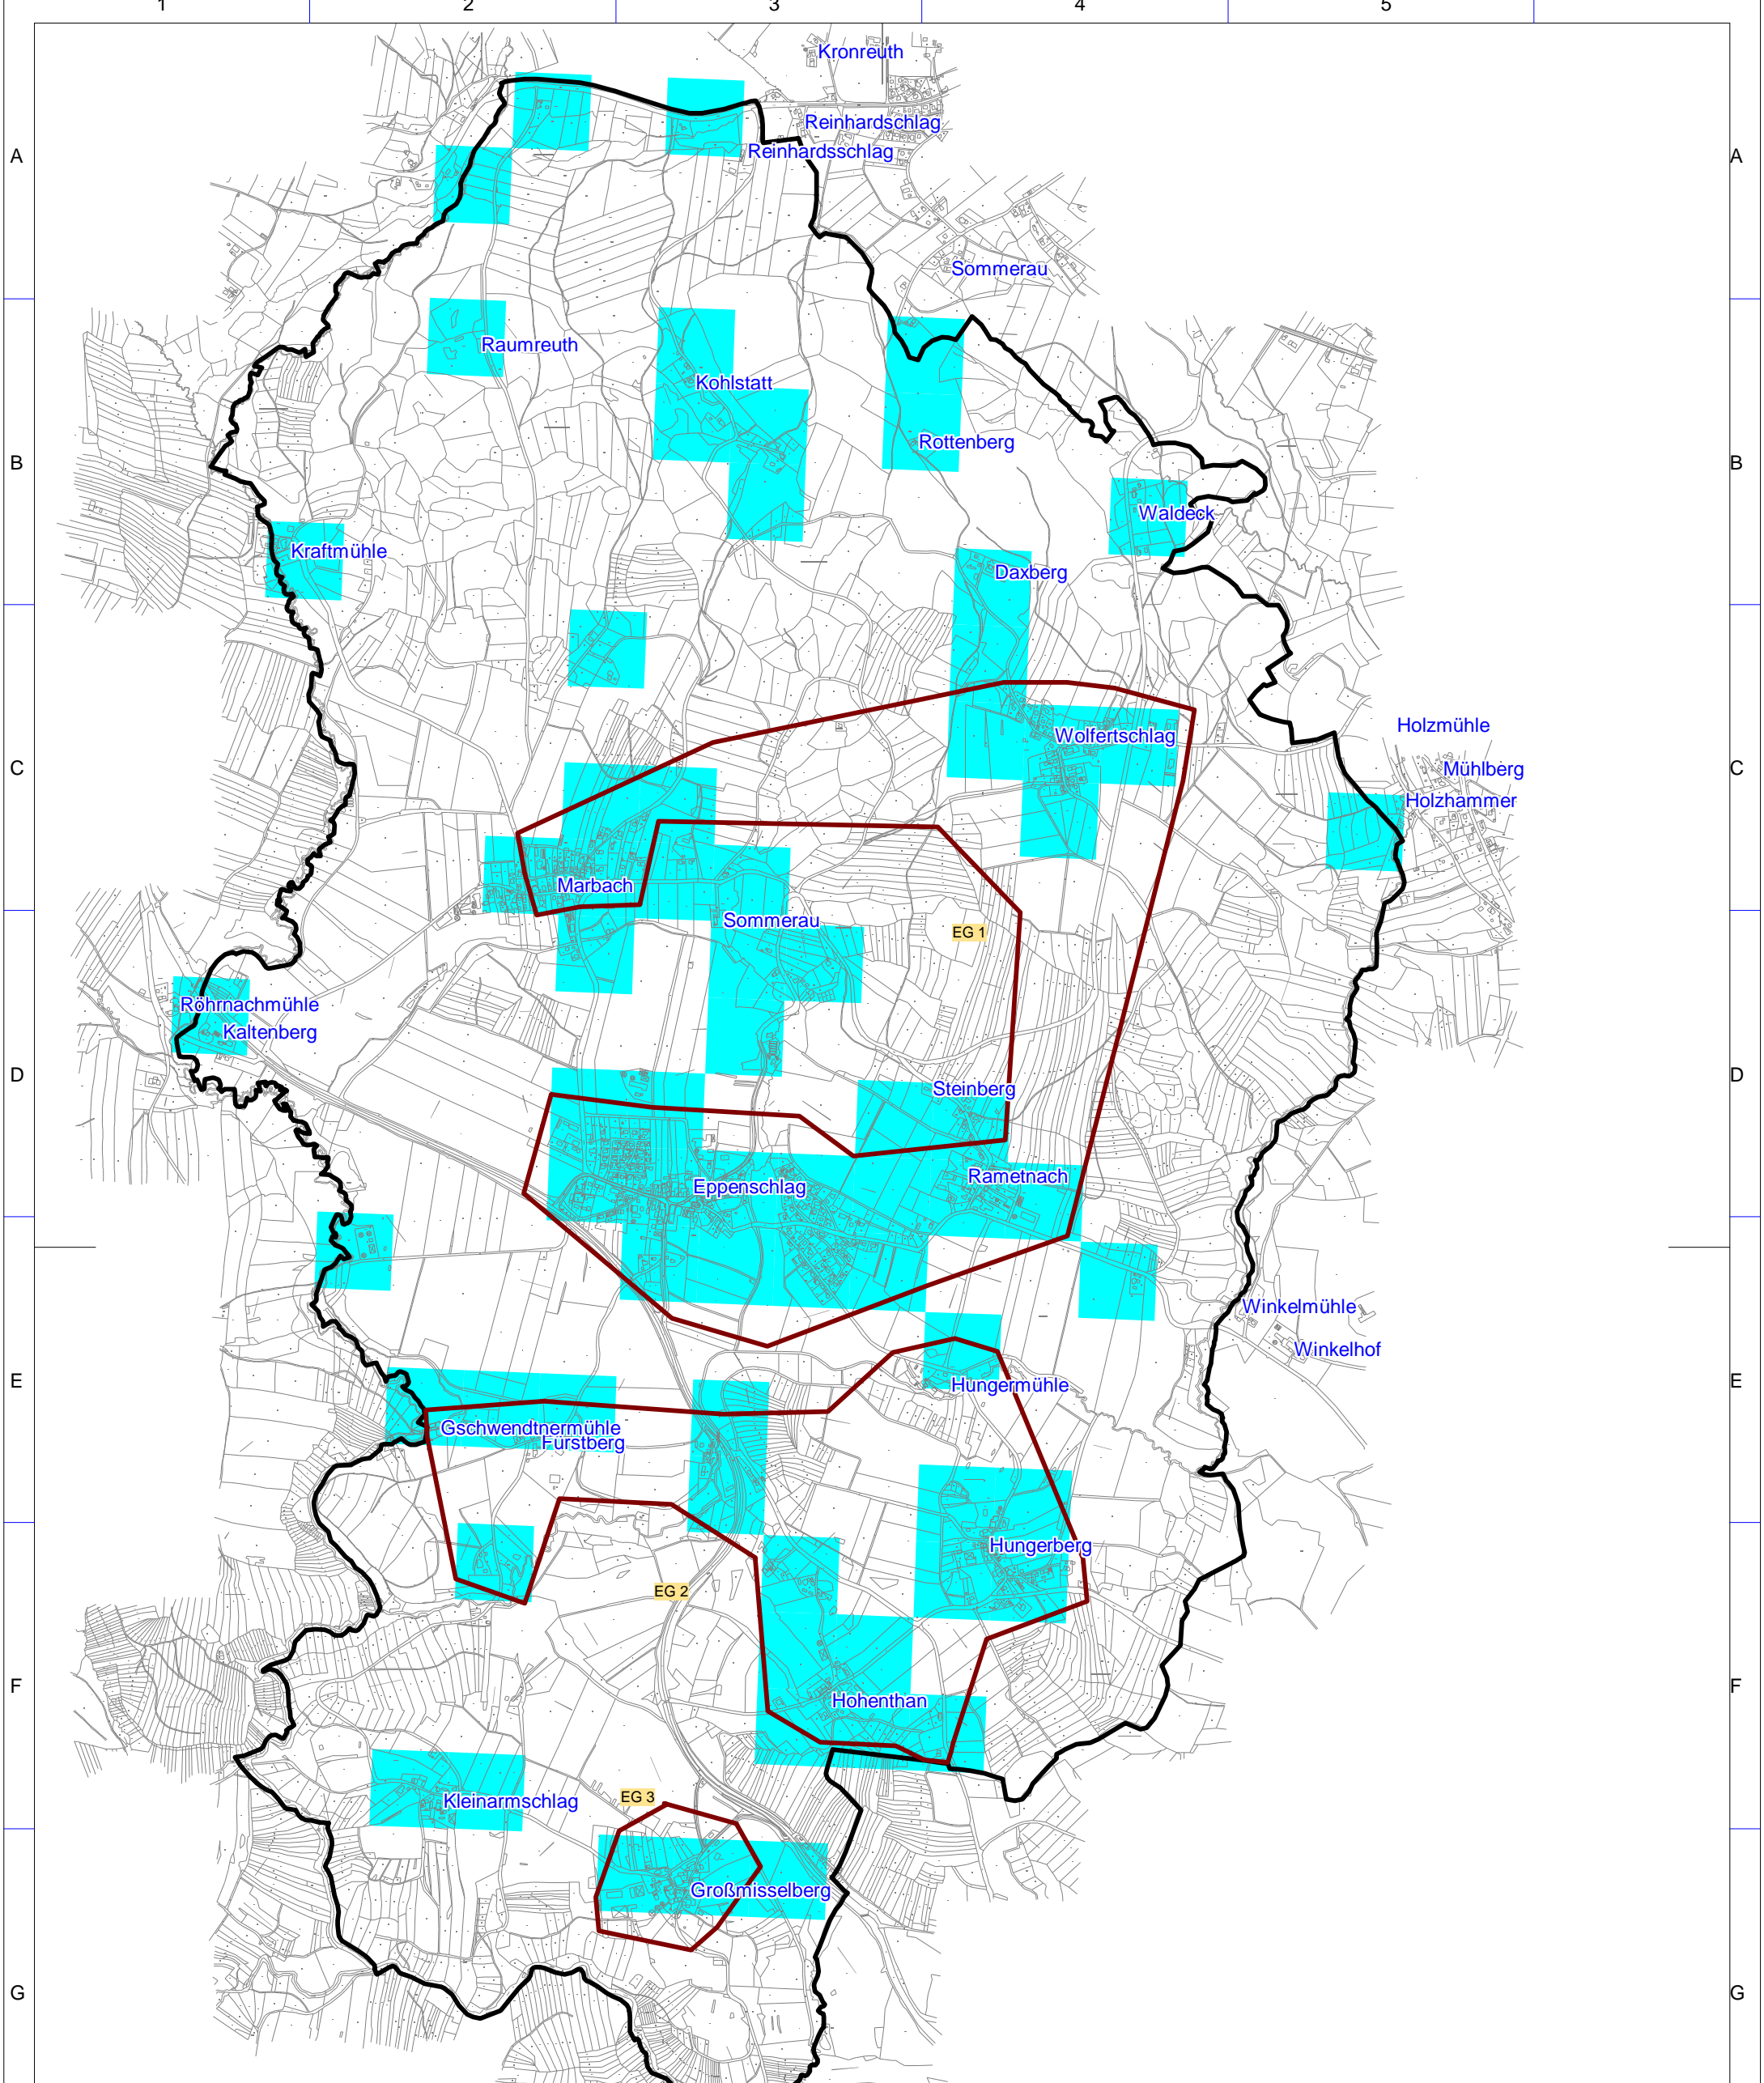 1 2 3 4 5
Kronreuth
Reinhardschlag
Reinhardsschlag
A A
Sommerau
Raumreuth
Kohlstatt
Rottenberg
B B
Waldeck
Kraftmühle
Daxberg
Holzmühle
Wolfertschlag
C C
Mühlberg
Holzhammer
Marbach
Sommerau
EG 1
Röhrnachmühle
Kaltenberg
D D
Steinberg
Rametnach
Eppenschlag
Winkelmühle
Winkelhof
E E
Hungermühle
Gschwendtnermühle
Fürstberg
Hungerberg
EG 2
F F
Hohenthan
EG 3
Kleinarmschlag
Großmisselberg
G G